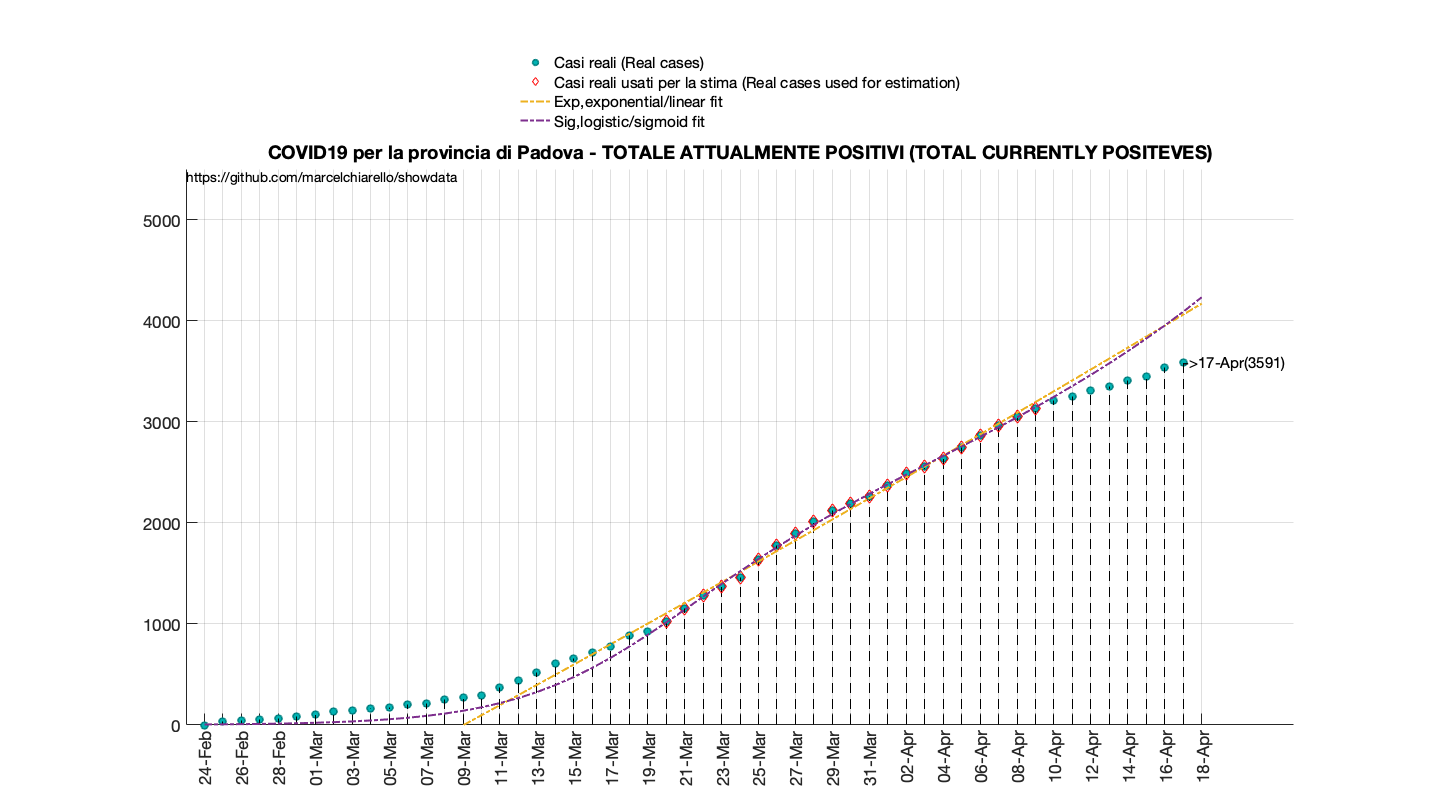 Casi reali (Real cases)
Casi reali usati per la stima (Real cases used for estimation)
Exp,exponential/linear fit
Sig,logistic/sigmoid fit
COVID19 per la provincia di Padova - TOTALE ATTUALMENTE POSITIVI (TOTAL CURRENTLY POSITEVES)
https://github.com/marcelchiarello/showdata
5000
4000
3000
2000
1000
0
->17-Apr(3591)
24-Feb
26-Feb
28-Feb
01-Mar
03-Mar
05-Mar
07-Mar
09-Mar
11-Mar
13-Mar
15-Mar
17-Mar
19-Mar
21-Mar
23-Mar
25-Mar
27-Mar
29-Mar
31-Mar
02-Apr
04-Apr
06-Apr
08-Apr
10-Apr
12-Apr
14-Apr
16-Apr
18-Apr